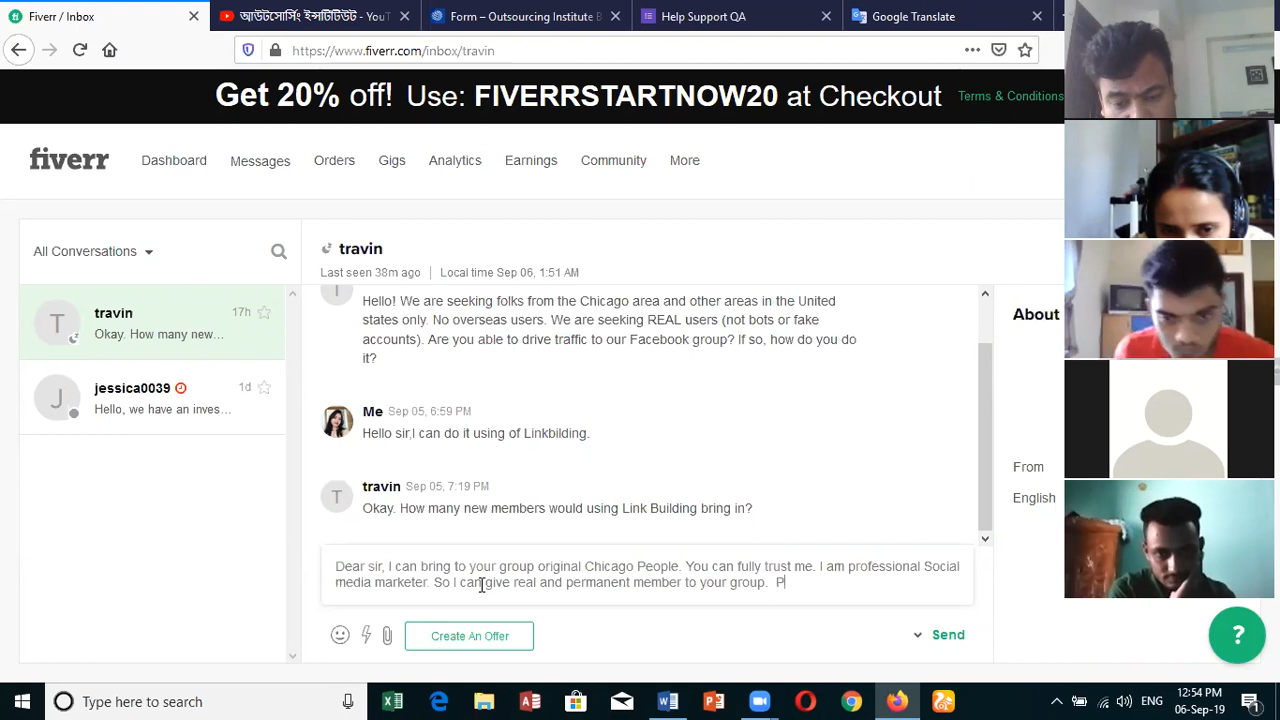 Fiverr / Inbox
আউটসোর্সিং ইন্সটিটিউট - YouT
Form – Outsourcing Institute B
Help Support QA
Google Translate
https://www.fiverr.com/inbox/travin
Get 20% off! Use: FIVERRSTARTNOW20 at Checkout
Terms & Conditions
fiverr
Dashboard
Messages
Orders
Gigs
Analytics
Earnings
Community
More
All Conversations
travin
Last seen 38m ago
Local time Sep 06, 1:51 AM
T
travin
17h
Okay. How many new...
J
jessica0039
1d
Hello, we have an inves...
T
Hello! We are seeking folks from the Chicago area and other areas in the United
states only. No overseas users. We are seeking REAL users (not bots or fake
accounts). Are you able to drive traffic to our Facebook group? If so, how do you do
it?
Me Sep 05, 6:59 PM
Hello sir,I can do it using of Linkbilding.
T
travin Sep 05, 7:19 PM
Okay. How many new members would using Link Building bring in?
Dear sir, I can bring to your group original Chicago People. You can fully trust me. I am professional Social
media marketer. So I can give real and permanent member to your group. P
Create An Offer
Send
About
From
English
?
Type here to search
ENG
12:54 PM
06-Sep-19
1